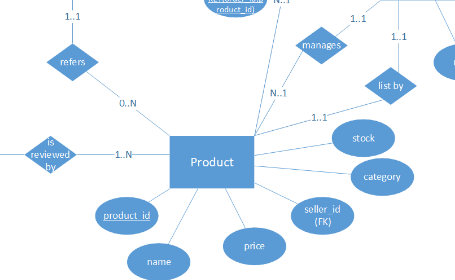 roduct_id)
N..1
1..1
1..1
manages
1..1
refers
list by
N..1
0..N
1..1
stock
is
reviewed
by
1..N
Product
category
product_id
seller_id
(FK)
price
name